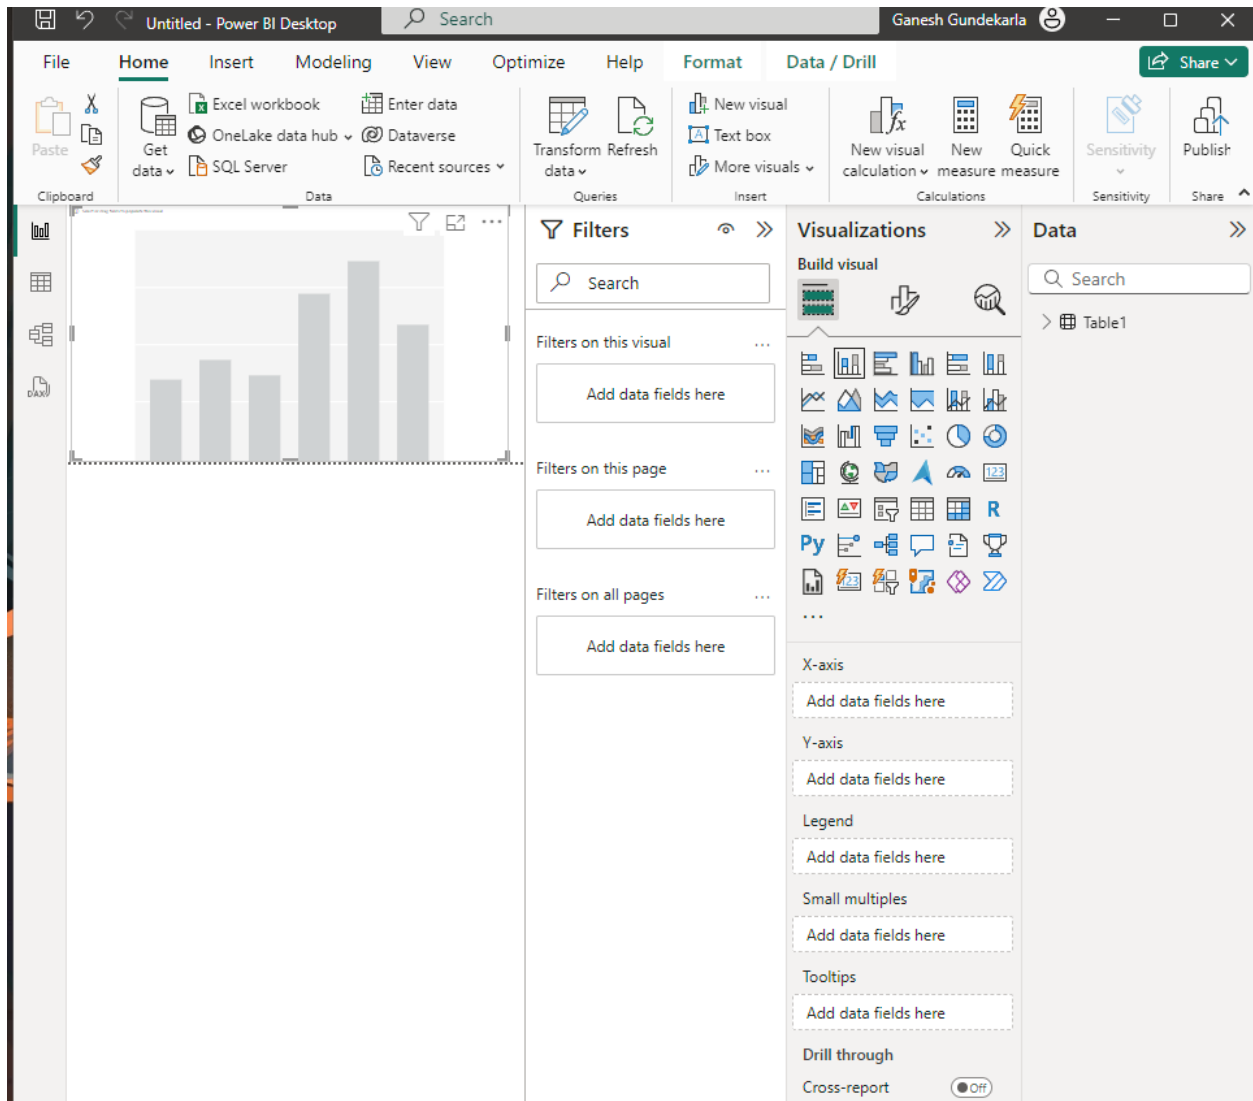 Untitled - Power BI Desktop
Search
Ganesh Gundekarla
File Home Insert Modeling View Optimize Help Format Data / Drill Share
Paste
Clipboard
Get data
Excel workbook
OneLake data hub
SQL Server
Enter data
Dataverse
Recent sources
Data
Transform data
Refresh
Queries
New visual
Text box
More visuals
Insert
New visual calculation
New measure
Quick measure
Calculations
Sensitivity
Sensitivity
Publish
Share
DAX
Filters
Search
Filters on this visual
Add data fields here
Filters on this page
Add data fields here
Filters on all pages
Add data fields here
Visualizations
Build visual
123
R
Py
123
X-axis
Add data fields here
Y-axis
Add data fields here
Legend
Add data fields here
Small multiples
Add data fields here
Tooltips
Add data fields here
Drill through
Cross-report
Off
Data
Search
Table1